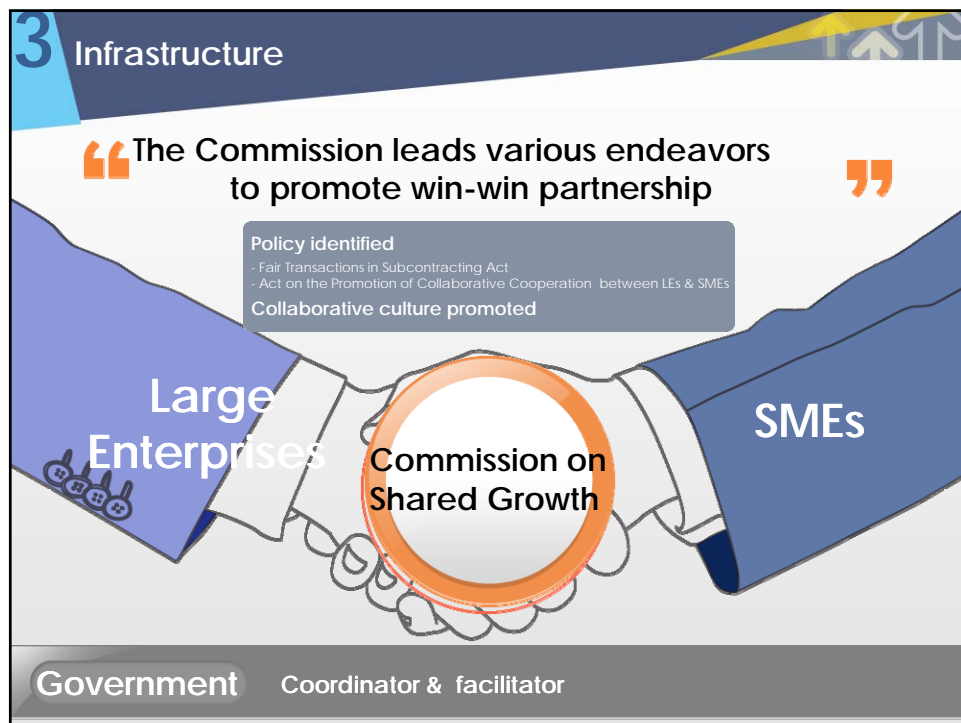 3 Infrastructure
“ The Commission leads various endeavors
to promote win-win partnership ”
Policy identified
- Fair Transactions in Subcontracting Act
- Act on the Promotion of Collaborative Cooperation between LEs & SMEs
Collaborative culture promoted
Large
Enterprises
SMEs
Commission on
Shared Growth
Government Coordinator & facilitator